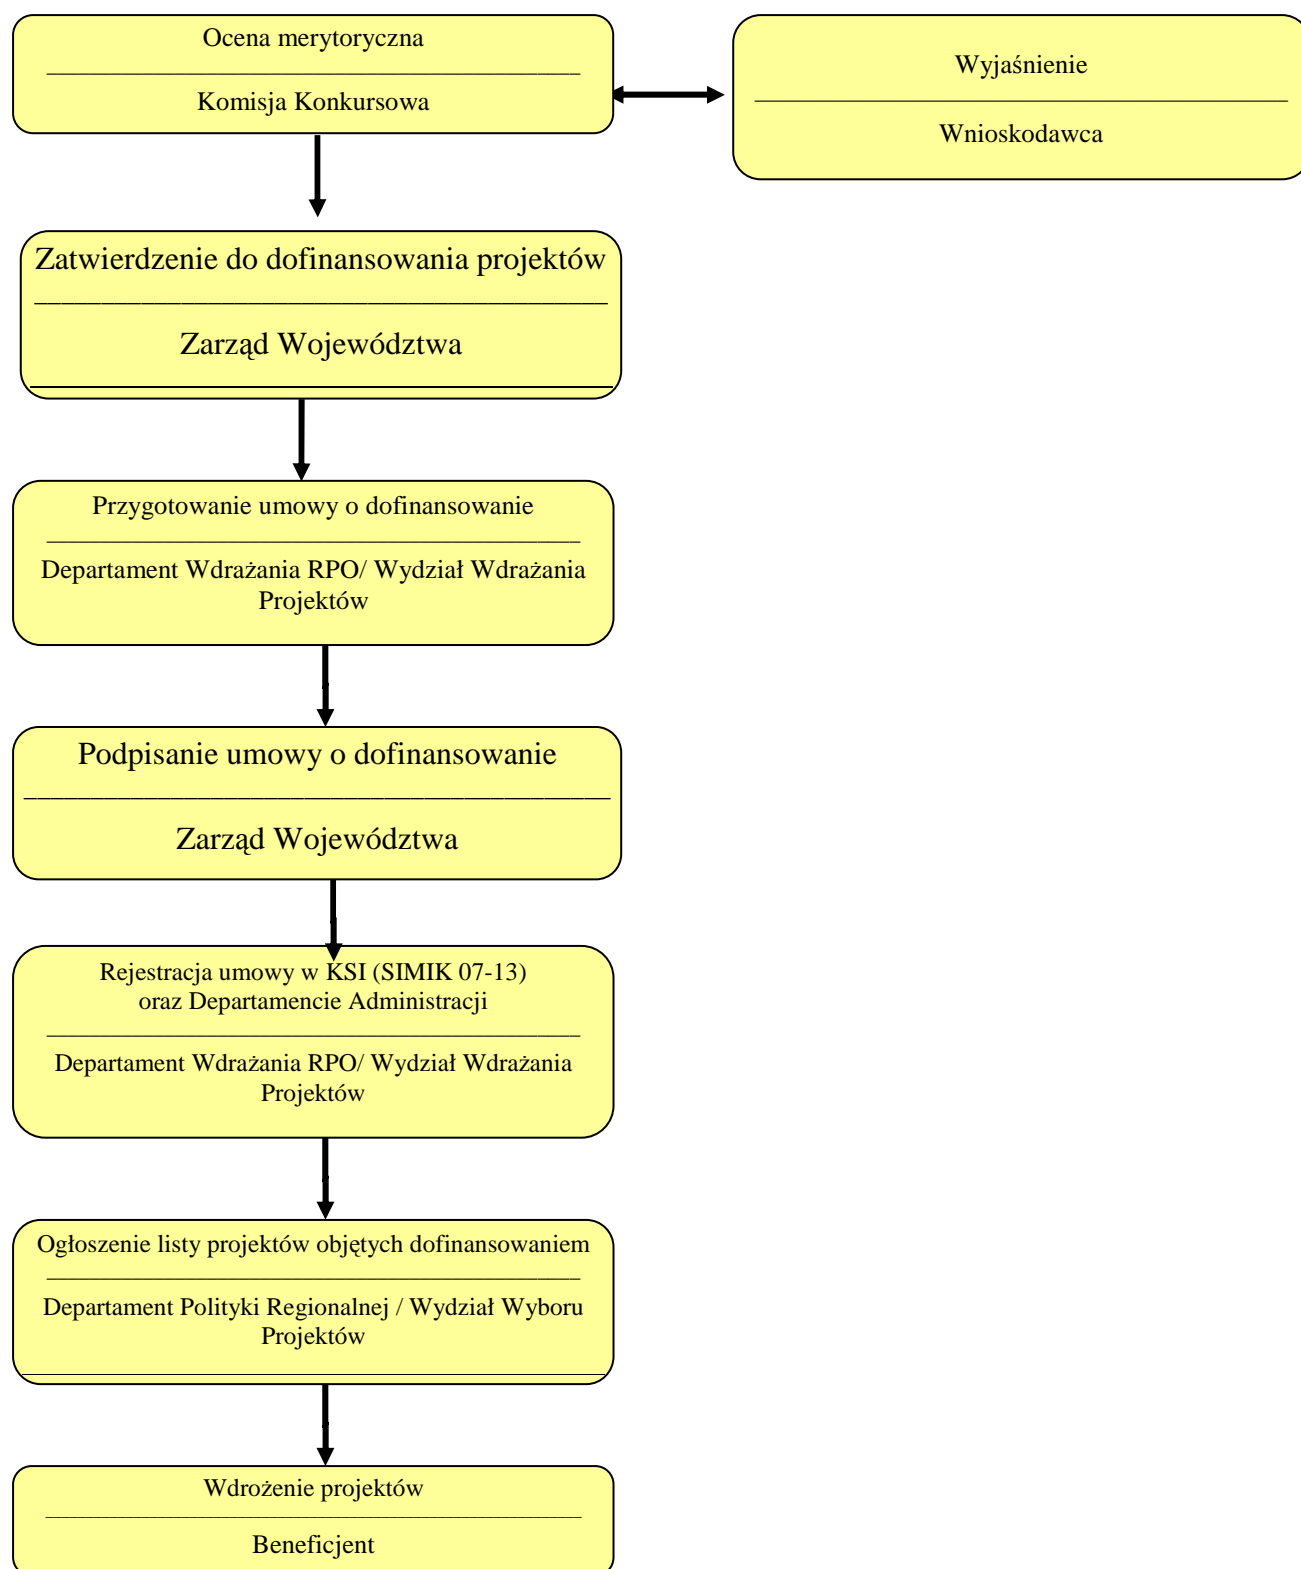 Ocena merytoryczna
Komisja Konkursowa
Wyjaśnienie
Wnioskodawca
Zatwierdzenie do dofinansowania projektów
Zarząd Województwa
Przygotowanie umowy o dofinansowanie
Departament Wdrażania RPO/ Wydział Wdrażania
Projektów
Podpisanie umowy o dofinansowanie
Zarząd Województwa
Rejestracja umowy w KSI (SIMIK 07-13)
oraz Departamencie Administracji
Departament Wdrażania RPO/ Wydział Wdrażania
Projektów
Ogłoszenie listy projektów objętych dofinansowaniem
Departament Polityki Regionalnej / Wydział Wyboru
Projektów
Wdrożenie projektów
Beneficjent